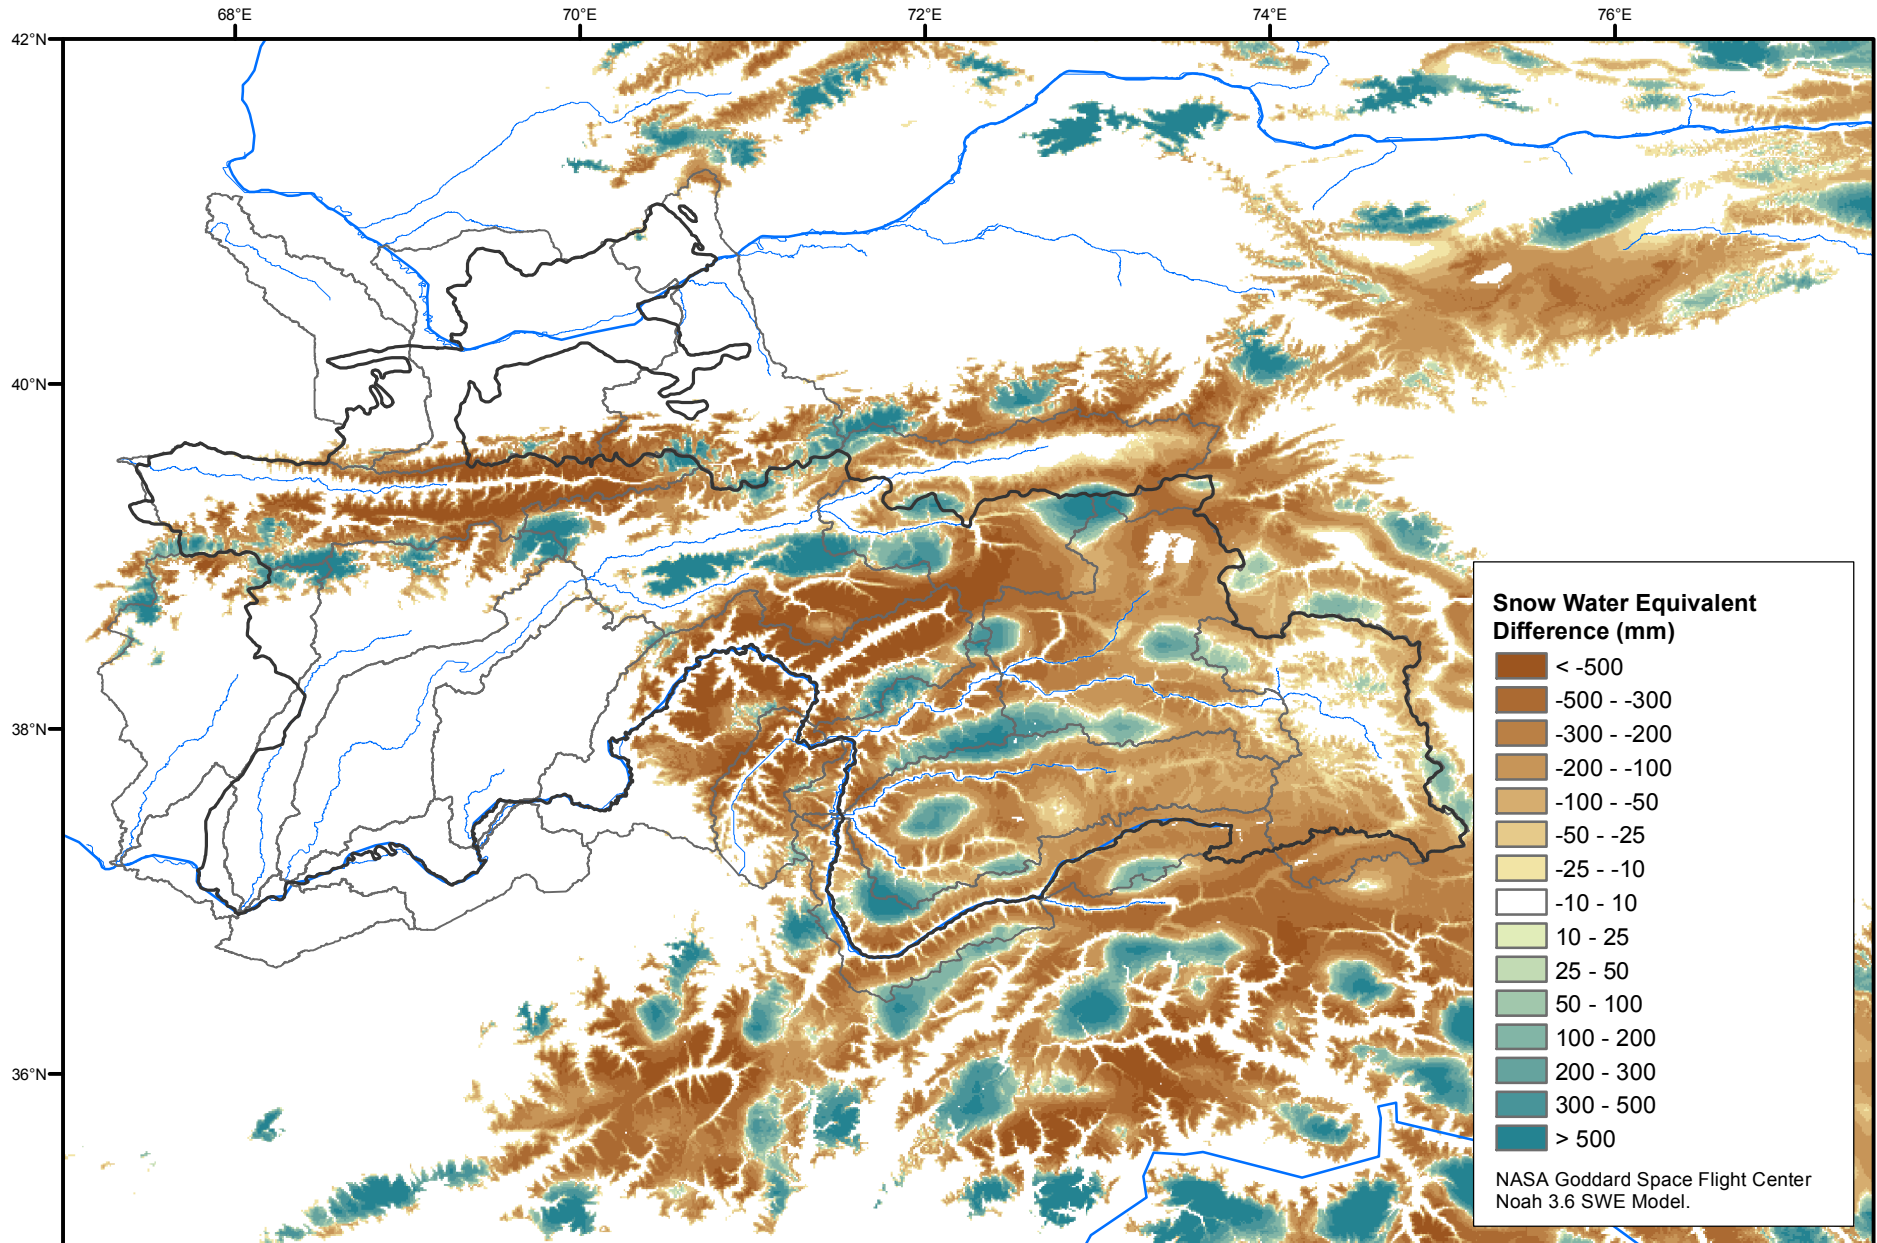 68°E
70°E
72°E
74°E
76°E
42°N
40°N
38°N
36°N
Snow Water Equivalent
Difference (mm)
< -500
-500 - -300
-300 - -200
-200 - -100
-100 - -50
-50 - -25
-25 - -10
-10 - 10
10 - 25
25 - 50
50 - 100
100 - 200
200 - 300
300 - 500
> 500
NASA Goddard Space Flight Center
Noah 3.6 SWE Model.